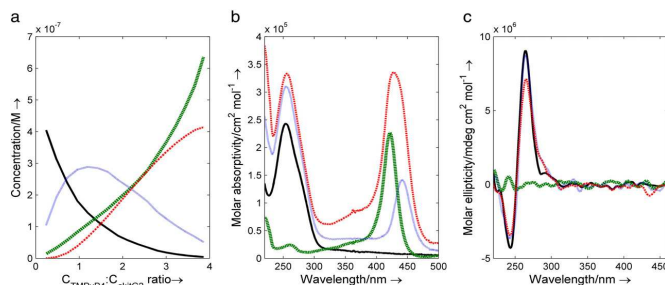 a
b
c
x 10⁻⁷
x 10⁵
x 10⁶
Concentration/M →
7
6
5
4
3
2
1
0
0 1 2 3 4
ratio→
Molar absorptivity/cm² mol⁻¹ →
4
3.5
3
2.5
2
1.5
1
0.5
0
250 300 350 400 450 500
Wavelength/nm →
Molar ellipticity/mdeg cm² mol⁻¹ →
10
5
0
-5
250 300 350 400 450
Wavelength/nm →